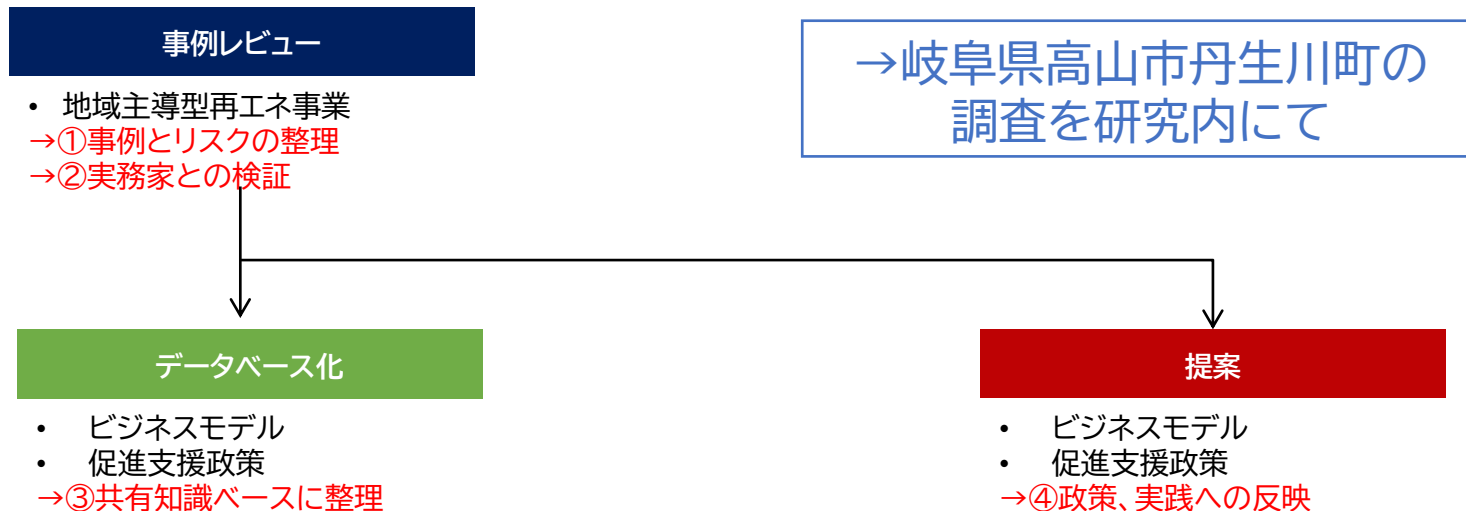 事例レビュー
• 地域主導型再エネ事業
→①事例とリスクの整理
→②実務家との検証
→岐阜県高山市丹生川町の
調査を研究内にて
データベース化
• ビジネスモデル
• 促進支援政策
→③共有知識ベースに整理
提案
• ビジネスモデル
• 促進支援政策
→④政策、実践への反映